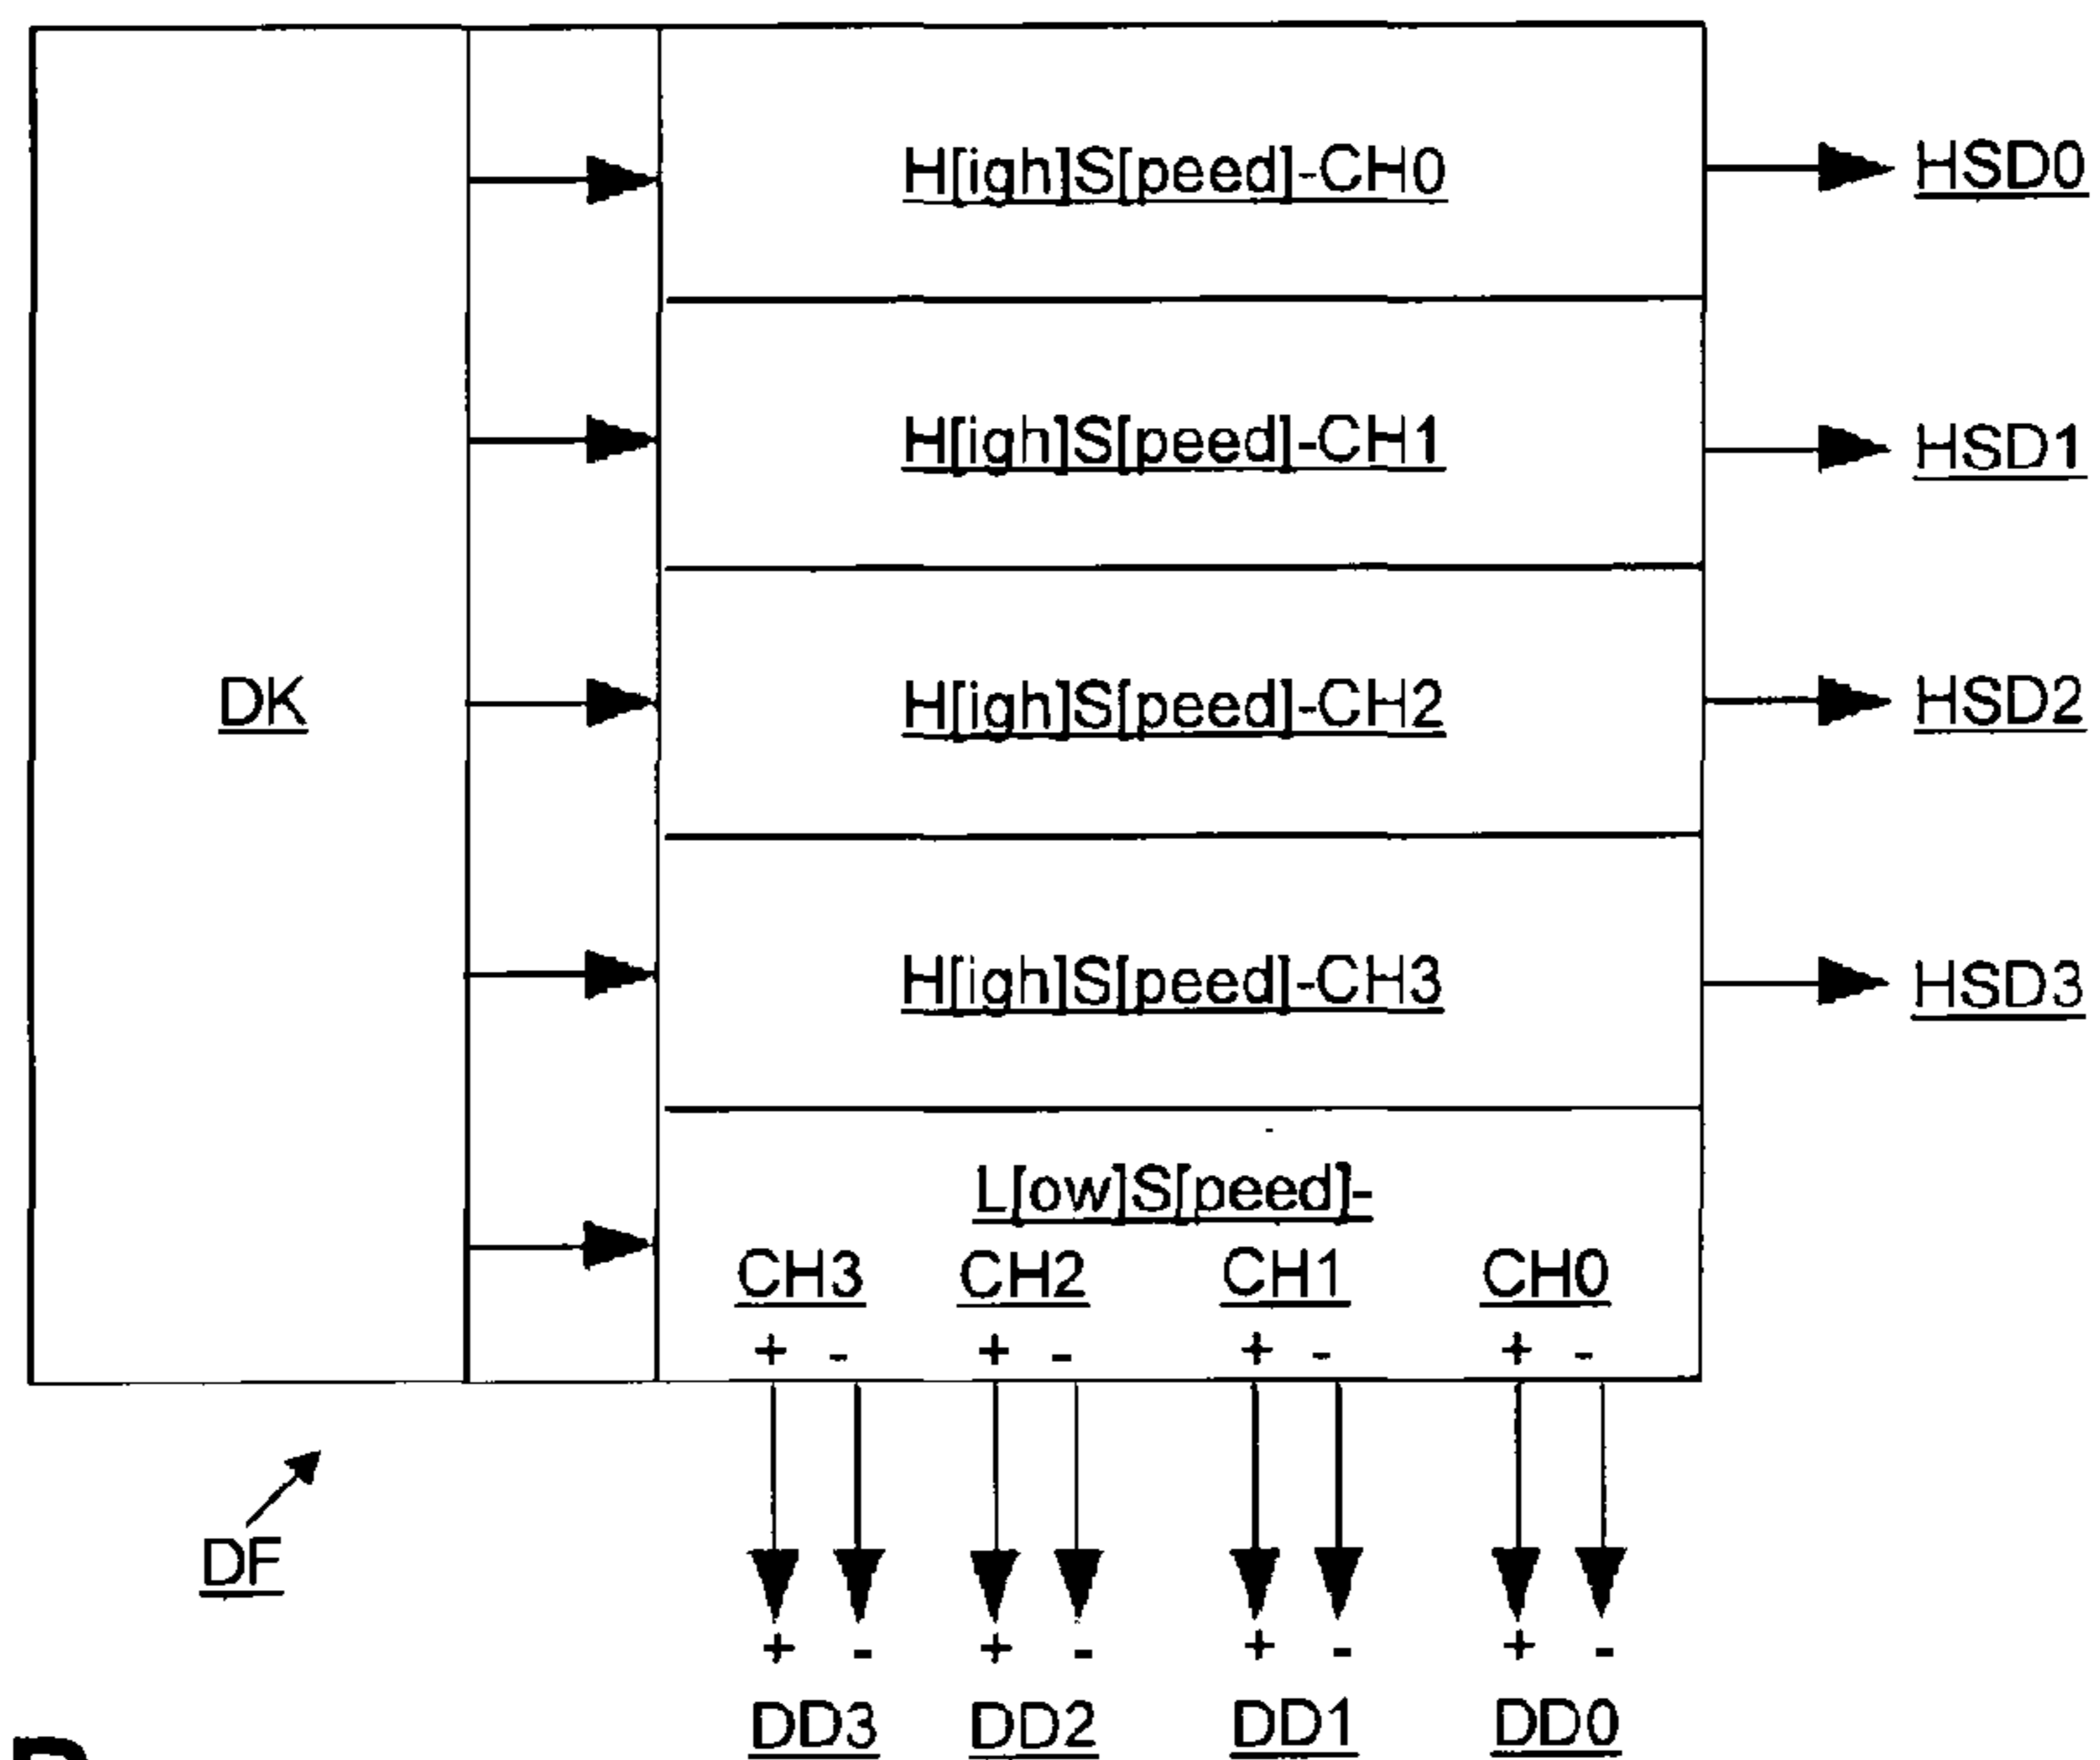 H[igh]S[peed]-CH0 HSD0
H[igh]S[peed]-CH1 HSD1
DK H[igh]S[peed]-CH2 HSD2
H[igh]S[peed]-CH3 HSD3
L[ow]S[peed]-
CH3 CH2 CH1 CH0
+ - + - + - + -
DF
+ - + - + - + -
DD3 DD2 DD1 DD0